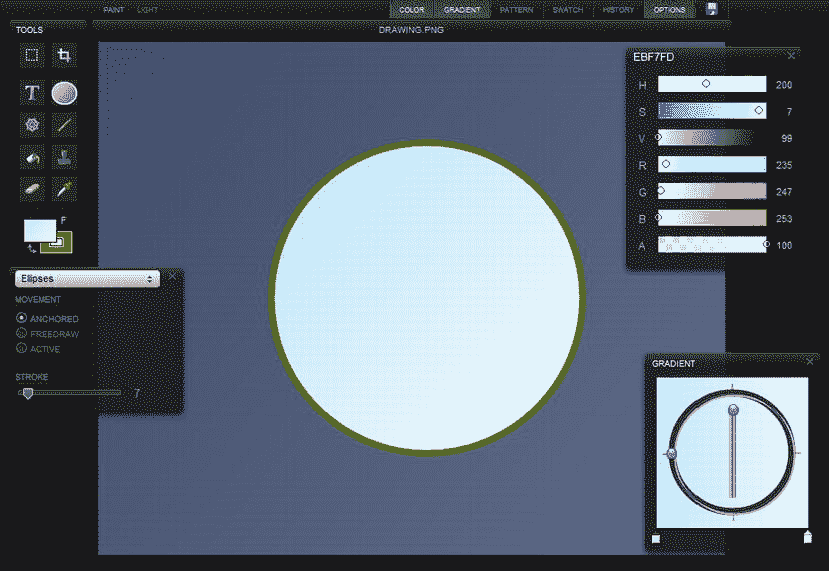 PAINT LIGHT COLOR GRADIENT PATTERN SWATCH HISTORY OPTIONS
TOOLS
DRAWING.PNG
T
F
EBF7FD
H 200
S 7
V 99
R 235
G 247
B 253
A 100
Ellipses
MOVEMENT
ANCHORED
FREEDRAW
ACTIVE
STROKE
7
GRADIENT